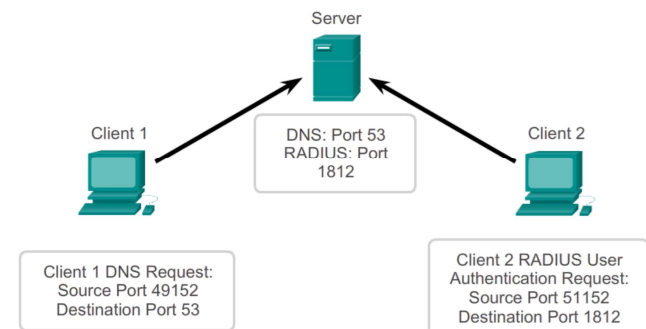 Server
Client 1
DNS: Port 53
RADIUS: Port
1812
Client 2
Client 1 DNS Request:
Source Port 49152
Destination Port 53
Client 2 RADIUS User
Authentication Request:
Source Port 51152
Destination Port 1812